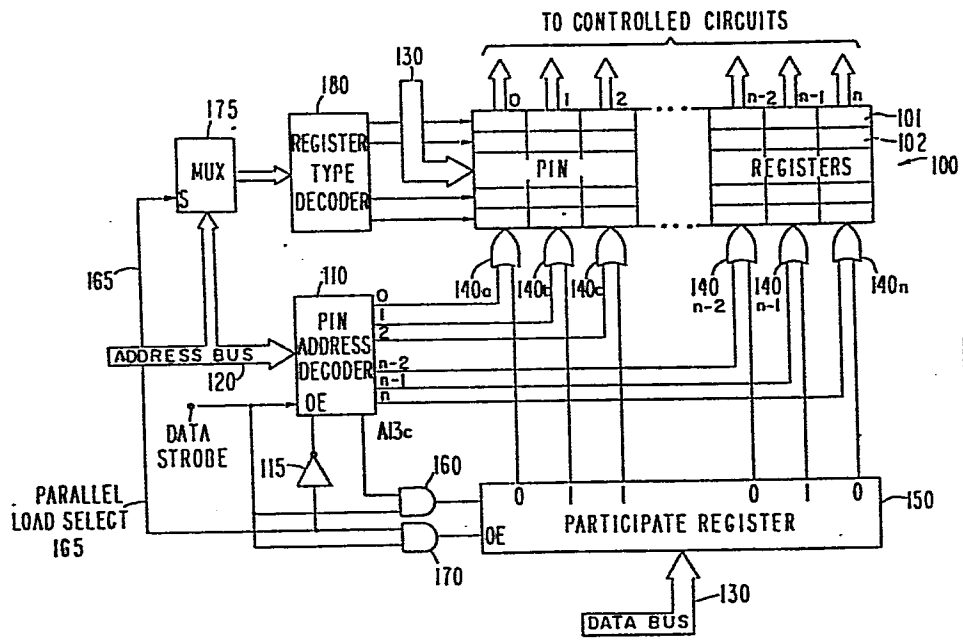 TO CONTROLLED CIRCUITS
130
180
175
0 1 2 n-2 n-1 n
101
102
100
MUX
S
REGISTER
TYPE
DECODER
PIN
REGISTERS
165
110
140a 140b 140c
140
n-2
140
n-1
140n
0
1
2
PIN
ADDRESS
DECODER
OE
n-2
n-1
n
ADDRESS BUS
120
DATA
STROBE
A13c
115
160
PARALLEL
LOAD SELECT
165
170
0 1 1 0 1 0
150
OE
PARTICIPATE REGISTER
130
DATA BUS